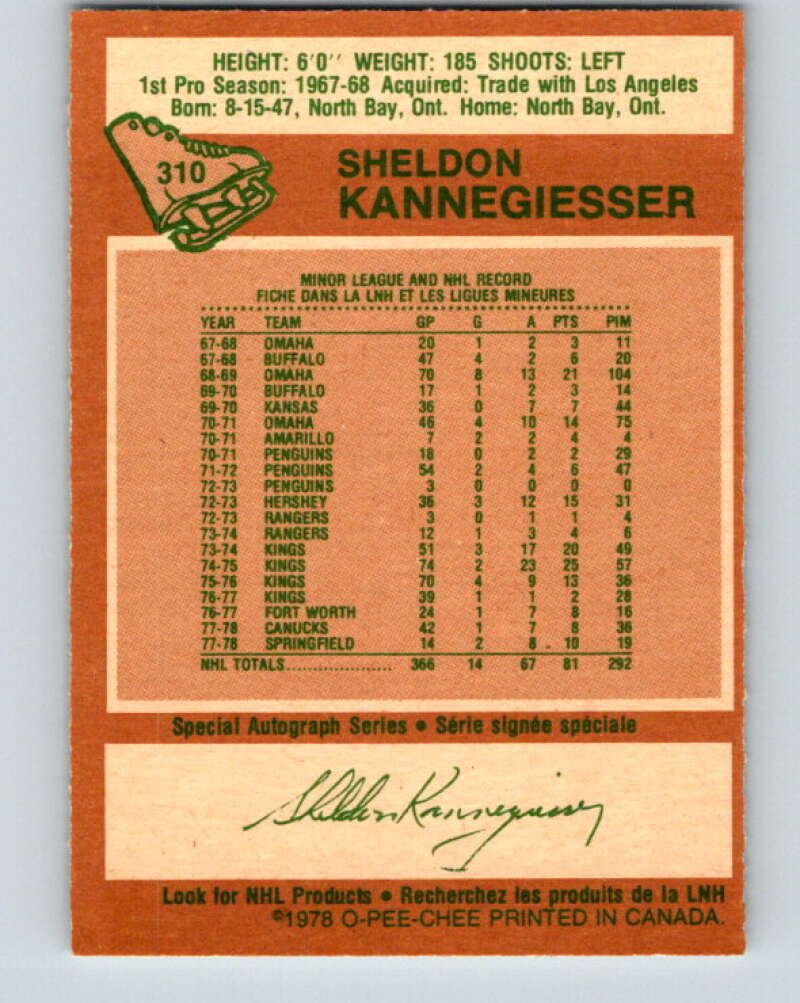 HEIGHT: 6'0'' WEIGHT: 185 SHOOTS: LEFT
1st Pro Season: 1967-68 Acquired: Trade with Los Angeles
Born: 8-15-47, North Bay, Ont. Home: North Bay, Ont.
310
SHELDON
KANNEGIESSER
MINOR LEAGUE AND NHL RECORD
FICHE DANS LA LNH ET LES LIGUES MINEURES
YEAR TEAM GP G A PTS PIM
67-68 OMAHA 20 1 2 3 11
67-68 BUFFALO 47 4 2 6 20
68-69 OMAHA 70 8 13 21 104
69-70 BUFFALO 17 1 2 3 14
69-70 KANSAS 36 0 7 7 44
70-71 OMAHA 46 4 10 14 75
70-71 AMARILLO 7 2 2 4 4
70-71 PENGUINS 18 0 2 2 29
71-72 PENGUINS 54 2 4 6 47
72-73 PENGUINS 3 0 0 0 0
72-73 HERSHEY 36 3 12 15 31
72-73 RANGERS 3 0 1 1 4
73-74 RANGERS 12 1 3 4 6
73-74 KINGS 51 3 17 20 49
74-75 KINGS 74 2 23 25 57
75-76 KINGS 70 4 9 13 36
76-77 KINGS 39 1 1 2 28
76-77 FORT WORTH 24 1 7 8 16
77-78 CANUCKS 42 1 7 8 36
77-78 SPRINGFIELD 14 2 8 10 19
NHL TOTALS.................... 366 14 67 81 292
Special Autograph Series • Série signée spéciale
Sheldon Kannegiesser
Look for NHL Products • Recherchez les produits de la LNH
©1978 O-PEE-CHEE PRINTED IN CANADA.